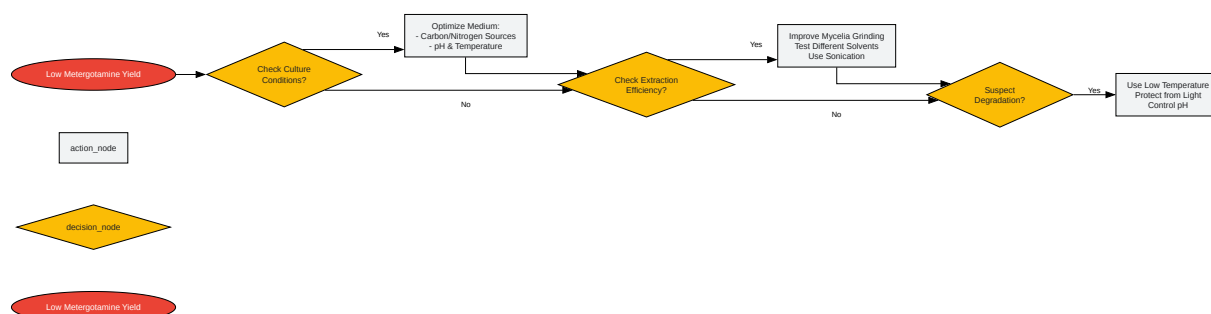 Low Metergotamine Yield
Check Culture
Conditions?
Yes
No
Optimize Medium:
- Carbon/Nitrogen Sources
- pH & Temperature
Check Extraction
Efficiency?
Yes
No
Improve Mycelia Grinding
Test Different Solvents
Use Sonication
Suspect
Degradation?
Yes
Use Low Temperature
Protect from Light
Control pH
action_node
decision_node
Low Metergotamine Yield